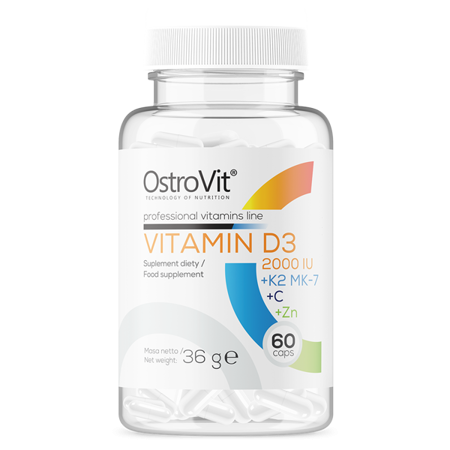 OstroVit®
TECHNOLOGY OF NUTRITION
professional vitamins line
VITAMIN D3
2000 IU
Suplement diety /
Food supplement
+K2 MK-7
+C
+Zn
60
caps
Masa netto /
Net weight:
36 g e